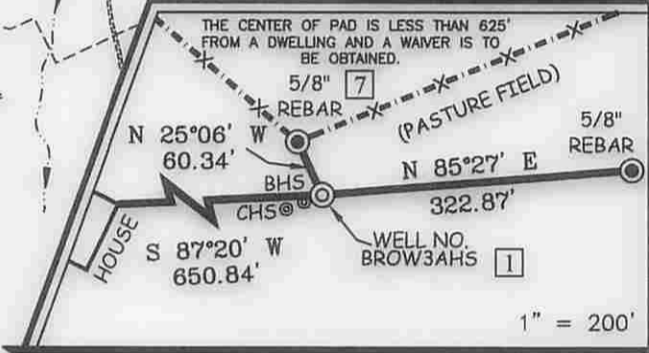 THE CENTER OF PAD IS LESS THAN 625'
FROM A DWELLING AND A WAIVER IS TO
BE OBTAINED.
5/8" 7
REBAR
(PASTURE FIELD)
5/8"
REBAR
N 25°06' W
60.34'
N 85°27' E
322.87'
BHS
CHS
HOUSE
S 87°20' W
650.84'
WELL NO.
BROW3AHS 1
1" = 200'